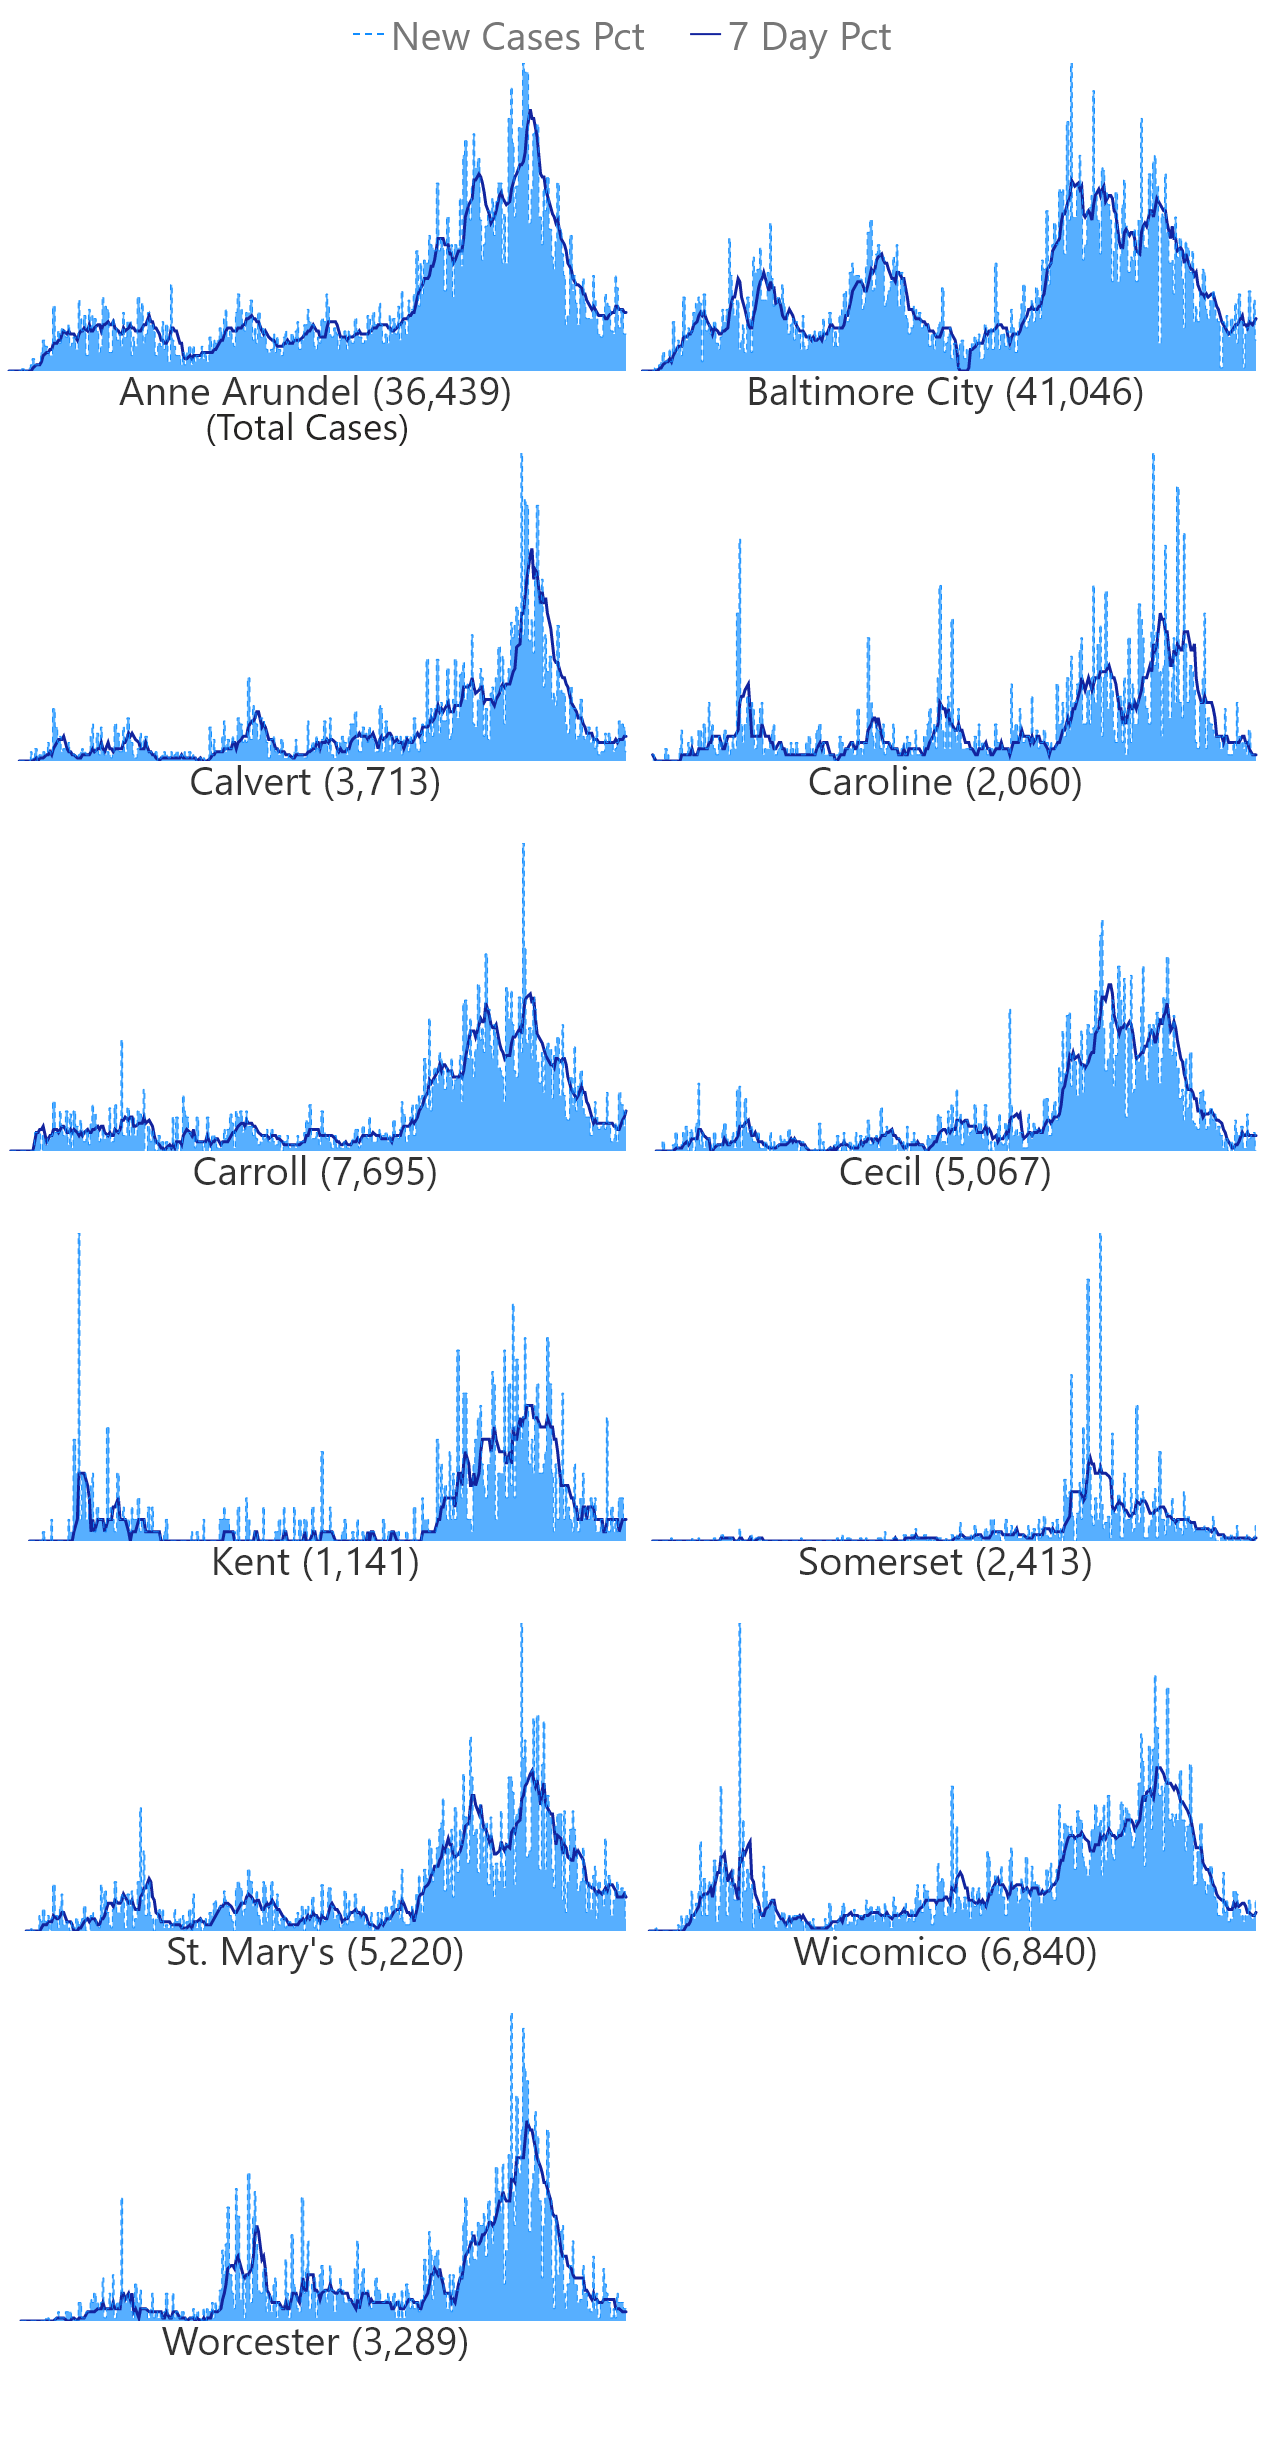 New Cases Pct 7 Day Pct
Anne Arundel (36,439)
(Total Cases)
Baltimore City (41,046)
Calvert (3,713)
Caroline (2,060)
Carroll (7,695)
Cecil (5,067)
Kent (1,141)
Somerset (2,413)
St. Mary's (5,220)
Wicomico (6,840)
Worcester (3,289)